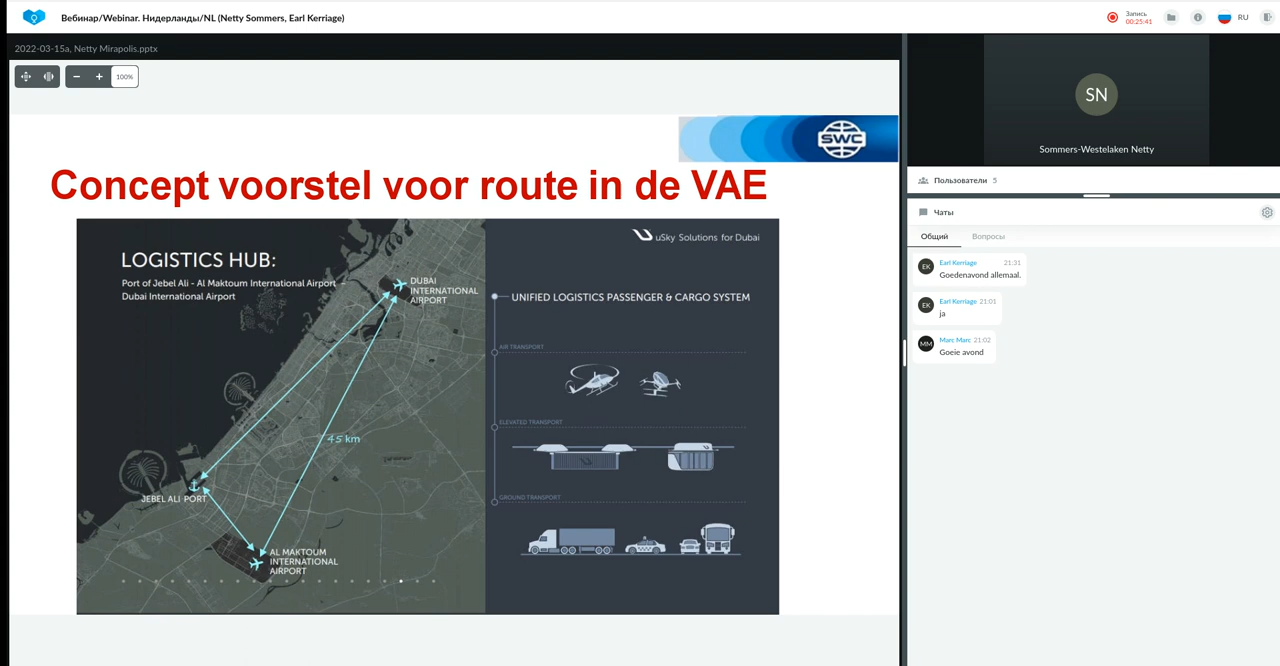 Вебинар/Webinar. Нидерланды/NL (Netty Sommers, Earl Kerriage)
Запись
00:25:41
RU
2022-03-15a, Netty Mirapolis.pptx
100%
SWC
Concept voorstel voor route in de VAE
LOGISTICS HUB:
Port of Jebel Ali - Al Maktoum International Airport –
Dubai International Airport
DUBAI
INTERNATIONAL
AIRPORT
45 km
JEBEL ALI PORT
AL MAKTOUM
INTERNATIONAL
AIRPORT
uSky Solutions for Dubai
UNIFIED LOGISTICS PASSENGER & CARGO SYSTEM
AIR TRANSPORT
ELEVATED TRANSPORT
GROUND TRANSPORT
SN
Sommers-Westelaken Netty
Пользователи 5
Чаты
Общий Вопросы
EK Earl Kerriage 21:31
Goedenavond allemaal.
EK Earl Kerriage 21:01
ja
MM Marc Marc 21:02
Goeie avond